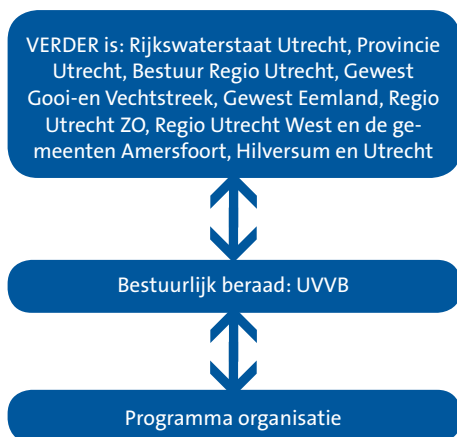 VERDER is: Rijkswaterstaat Utrecht, Provincie
Utrecht, Bestuur Regio Utrecht, Gewest
Gooi-en Vechtstreek, Gewest Eemland, Regio
Utrecht ZO, Regio Utrecht West en de ge-
meenten Amersfoort, Hilversum en Utrecht
Bestuurlijk beraad: UVVB
Programma organisatie